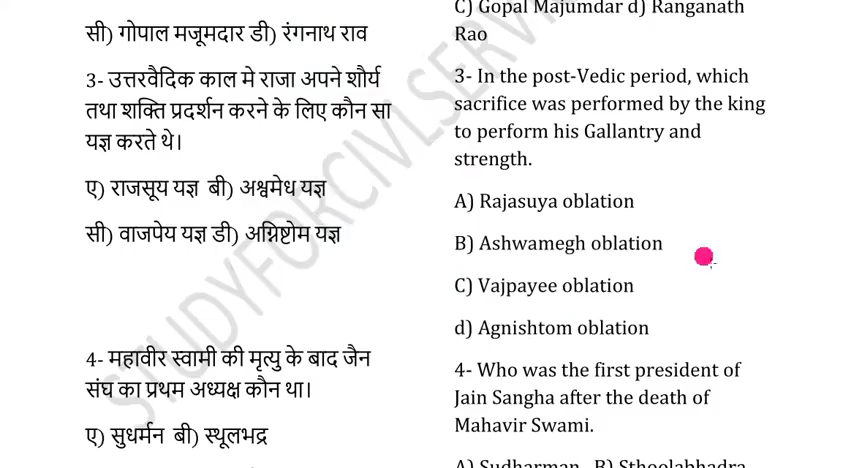 सी) गोपाल मजूमदार डी) रंगनाथ राव
3- उत्तरवैदिक काल मे राजा अपने शौर्य
तथा शक्ति प्रदर्शन करने के लिए कौन सा
यज्ञ करते थे।
ए) राजसूय यज्ञ बी) अश्वमेध यज्ञ
सी) वाजपेय यज्ञ डी) अग्निष्टोम यज्ञ
4- महावीर स्वामी की मृत्यु के बाद जैन
संघ का प्रथम अध्यक्ष कौन था।
ए) सुधर्मन बी) स्थूलभद्र
C) Gopal Majumdar d) Ranganath
Rao
3- In the post-Vedic period, which
sacrifice was performed by the king
to perform his Gallantry and
strength.
A) Rajasuya oblation
B) Ashwamegh oblation
C) Vajpayee oblation
d) Agnishtom oblation
4- Who was the first president of
Jain Sangha after the death of
Mahavir Swami.
A) Sudharman B) Sthoolabhadra
STUDYFORCIVLSERV